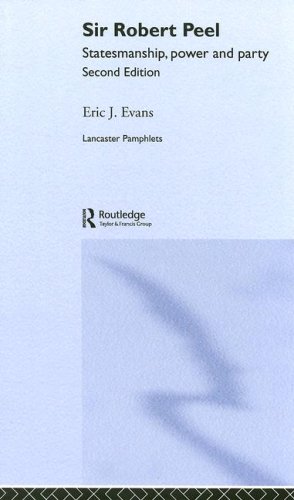 Sir Robert Peel
Statesmanship, power and party
Second Edition
Eric J. Evans
Lancaster Pamphlets
Routledge
Taylor & Francis Group